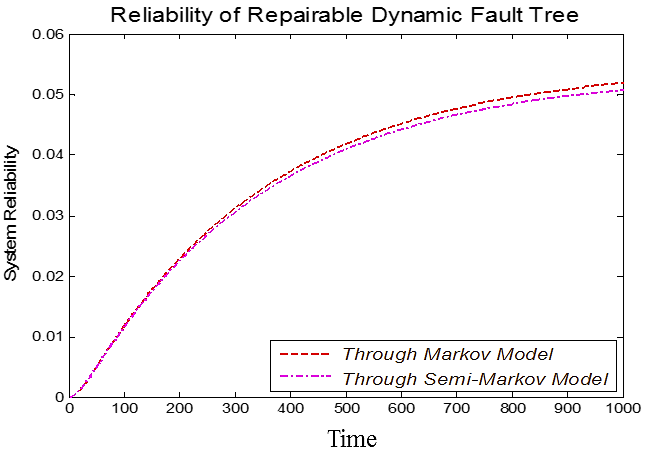 Reliability of Repairable Dynamic Fault Tree
0.06
0.05
0.04
0.03
0.02
0.01
0
System Reliability
Through Markov Model
Through Semi-Markov Model
0 100 200 300 400 500 600 700 800 900 1000
Time